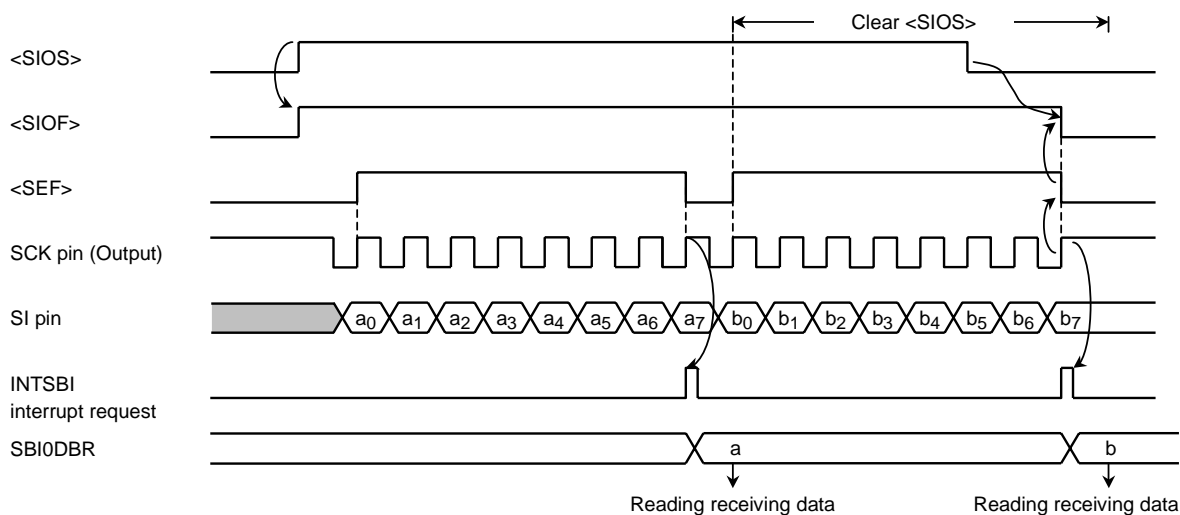 Clear <SIOS>
<SIOS>
<SIOF>
<SEF>
SCK pin (Output)
SI pin
a0 a1 a2 a3 a4 a5 a6 a7 b0 b1 b2 b3 b4 b5 b6 b7
INTSBI
interrupt request
SBI0DBR
a b
Reading receiving data Reading receiving data